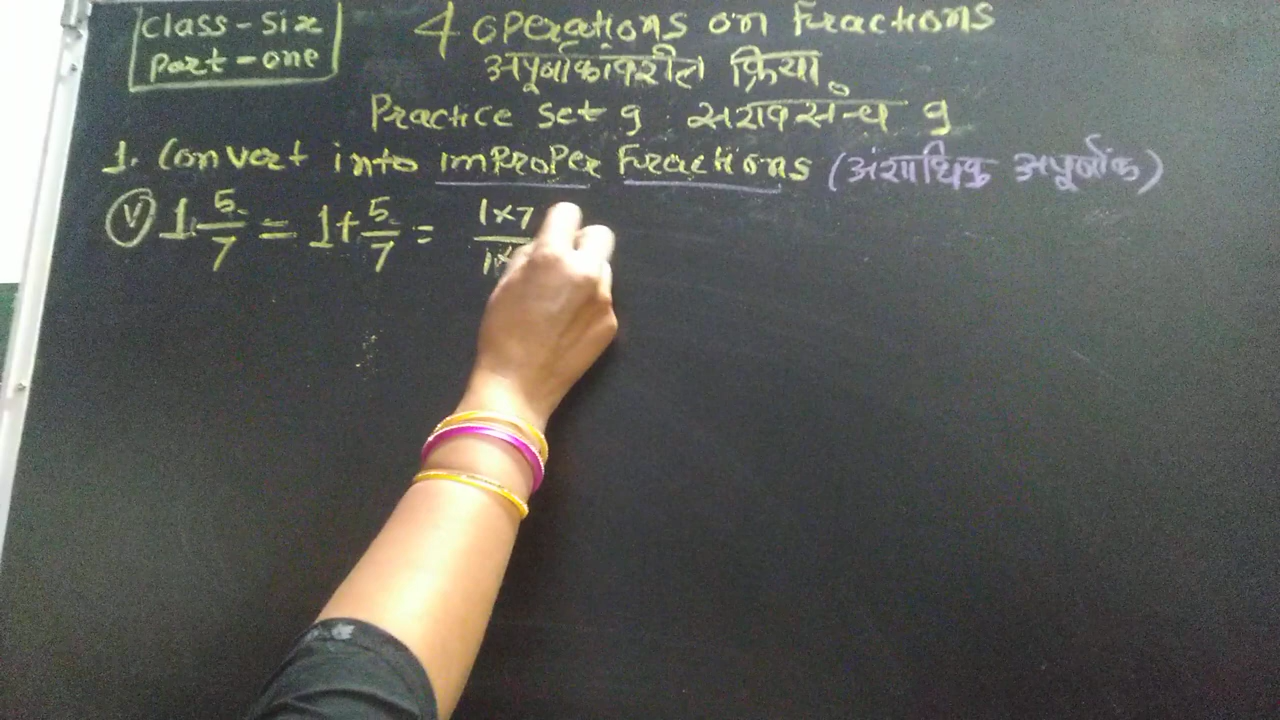 Class-Six
Part-one
4 Operations on Fractions
अपूर्णांकांवरील क्रिया
Practice Set 9 सरावसंच 9
1. Convert into improper Fractions (अंशाधिक अपूर्णांक)
(V) 1 5/7 = 1+ 5/7 = 1×7/1×